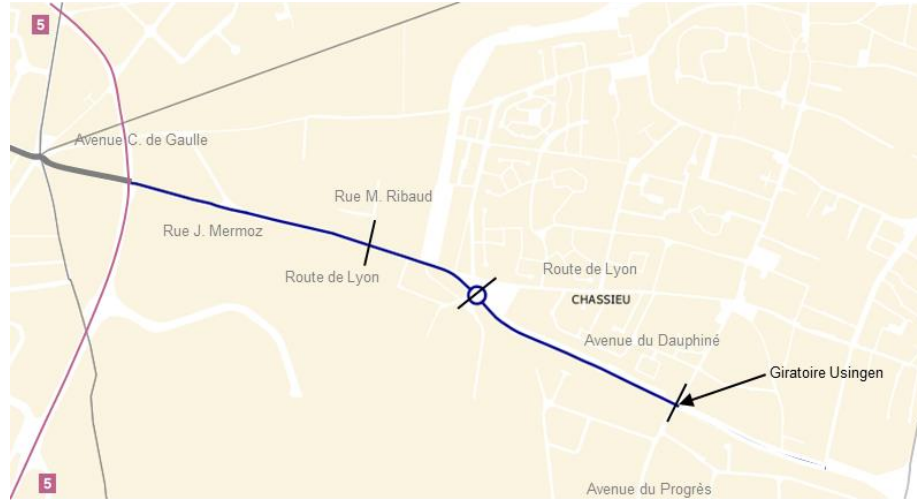 5
Avenue C. de Gaulle
Rue M. Ribaud
Rue J. Mermoz
Route de Lyon
Route de Lyon
CHASSIEU
Avenue du Dauphiné
Giratoire Usingen
5
Avenue du Progrès